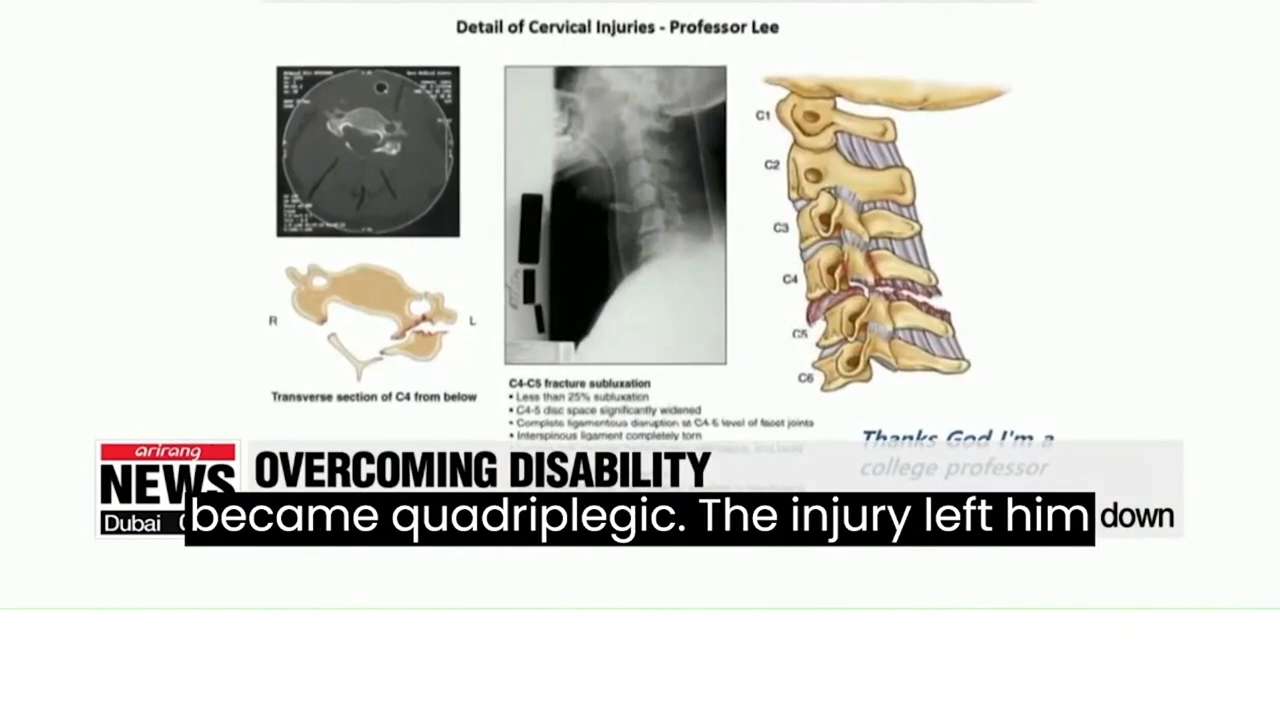 Detail of Cervical Injuries - Professor Lee
C1
C2
C3
C4
C5
C6
R
L
Transverse section of C4 from below
C4-C5 fracture subluxation
• Less than 25% subluxation
• C4-5 disc space significantly widened
• Complete ligamentous disruption at C4-5 level of facet joints
• Interspinous ligament completely torn
Thanks God I'm a
college professor
arirang
NEWS
OVERCOMING DISABILITY
became quadriplegic. The injury left him
Dubai
down